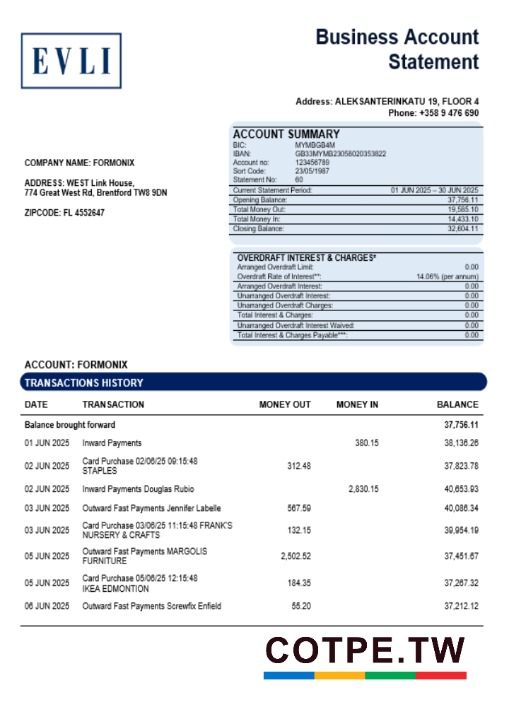 EVLI
Business Account
Statement
Address: ALEKSANTERINKATU 19, FLOOR 4
Phone: +358 9 476 690
COMPANY NAME: FORMONIX
ADDRESS: WEST Link House,
774 Great West Rd, Brentford TW8 9DN
ZIPCODE: FL 4552647
ACCOUNT SUMMARY
BIC: MYMBGB4M
IBAN: GB33MYMB23058020353822
Account no: 123456789
Sort Code: 23/05/1987
Statement No: 60
Current Statement Period: 01 JUN 2025 – 30 JUN 2025
Opening Balance: 37,756.11
Total Money Out: 19,585.10
Total Money In: 14,433.10
Closing Balance: 32,604.11
OVERDRAFT INTEREST & CHARGES*
Arranged Overdraft Limit: 0.00
Overdraft Rate of Interest**: 14.06% (per annum)
Arranged Overdraft Interest: 0.00
Unarranged Overdraft Interest: 0.00
Unarranged Overdraft Charges: 0.00
Total Interest & Charges: 0.00
Unarranged Overdraft Interest Waived: 0.00
Total Interest & Charges Payable***: 0.00
ACCOUNT: FORMONIX
TRANSACTIONS HISTORY
DATE TRANSACTION MONEY OUT MONEY IN BALANCE
Balance brought forward 37,756.11
01 JUN 2025 Inward Payments 380.15 38,136.26
02 JUN 2025 Card Purchase 02/06/25 09:15:48
STAPLES 312.48 37,823.78
02 JUN 2025 Inward Payments Douglas Rubio 2,830.15 40,653.93
03 JUN 2025 Outward Fast Payments Jennifer Labelle 567.59 40,086.34
03 JUN 2025 Card Purchase 03/06/25 11:15:48 FRANK'S
NURSERY & CRAFTS 132.15 39,954.19
05 JUN 2025 Outward Fast Payments MARGOLIS
FURNITURE 2,502.52 37,451.67
05 JUN 2025 Card Purchase 05/06/25 12:15:48
IKEA EDMONTION 184.35 37,267.32
06 JUN 2025 Outward Fast Payments Screwfix Enfield 55.20 37,212.12
COTPE.TW